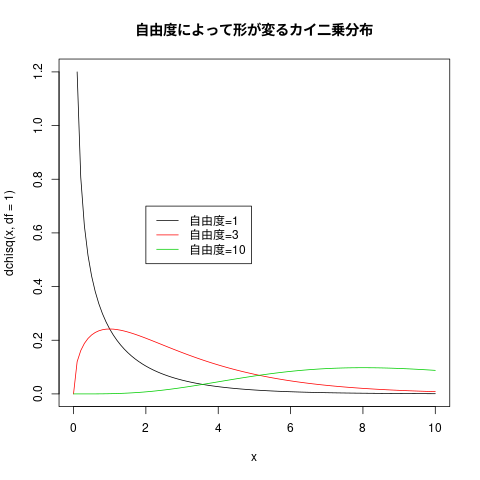 自由度によって形が変るカイ二乗分布
dchisq(x, df = 1)
1.2
1.0
0.8
0.6
0.4
0.2
0.0
自由度=1
自由度=3
自由度=10
0 2 4 6 8 10
x